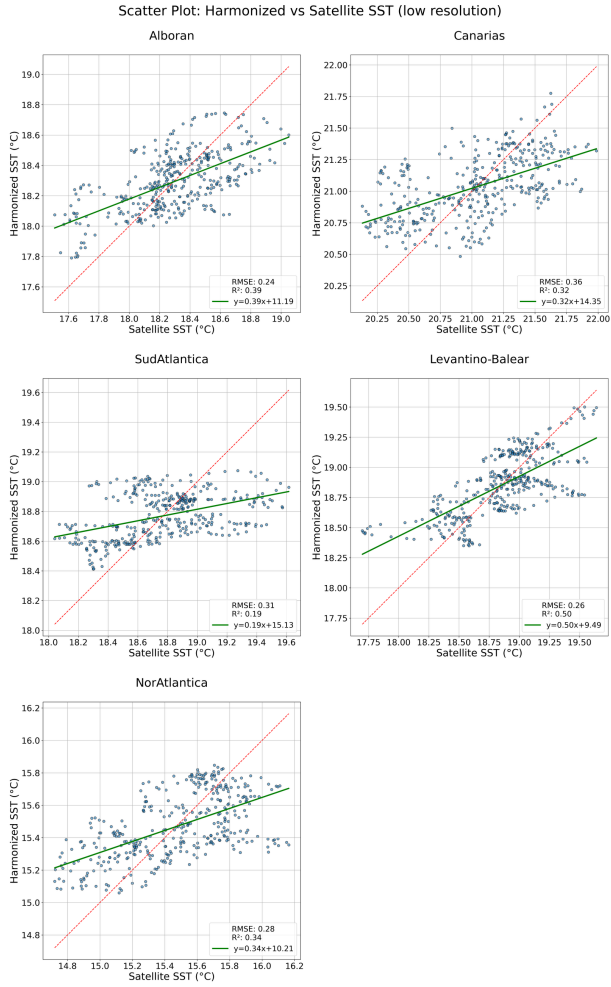 Scatter Plot: Harmonized vs Satellite SST (low resolution)
Alboran
Harmonized SST (°C)
19.0
18.8
18.6
18.4
18.2
18.0
17.8
17.6
RMSE: 0.24
R²: 0.39
y=0.39x+11.19
17.6 17.8 18.0 18.2 18.4 18.6 18.8 19.0
Satellite SST (°C)
Canarias
Harmonized SST (°C)
22.00
21.75
21.50
21.25
21.00
20.75
20.50
20.25
RMSE: 0.36
R²: 0.32
y=0.32x+14.35
20.25 20.50 20.75 21.00 21.25 21.50 21.75 22.00
Satellite SST (°C)
SudAtlantica
Harmonized SST (°C)
19.6
19.4
19.2
19.0
18.8
18.6
18.4
18.2
18.0
RMSE: 0.31
R²: 0.19
y=0.19x+15.13
18.0 18.2 18.4 18.6 18.8 19.0 19.2 19.4 19.6
Satellite SST (°C)
Levantino-Balear
Harmonized SST (°C)
19.50
19.25
19.00
18.75
18.50
18.25
18.00
17.75
RMSE: 0.26
R²: 0.50
y=0.50x+9.49
17.75 18.00 18.25 18.50 18.75 19.00 19.25 19.50
Satellite SST (°C)
NorAtlantica
Harmonized SST (°C)
16.2
16.0
15.8
15.6
15.4
15.2
15.0
14.8
RMSE: 0.28
R²: 0.34
y=0.34x+10.21
14.8 15.0 15.2 15.4 15.6 15.8 16.0 16.2
Satellite SST (°C)